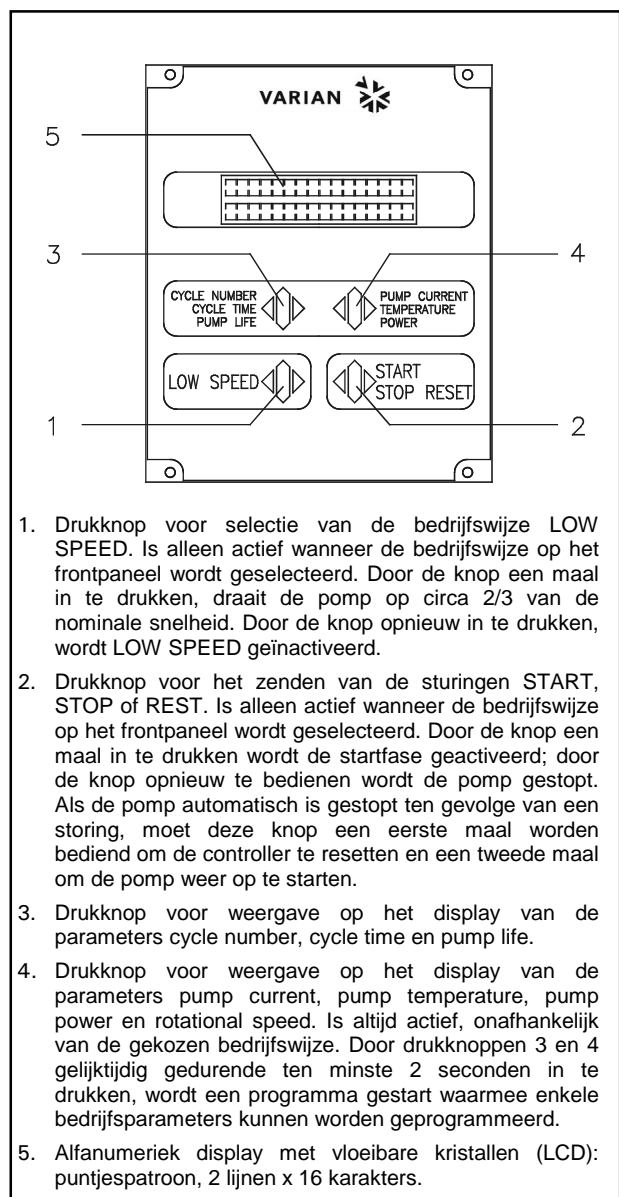 VARIAN
5
3
4
CYCLE NUMBER
CYCLE TIME
PUMP LIFE
PUMP CURRENT
TEMPERATURE
POWER
LOW SPEED
START
STOP RESET
1
2
1. Drukknop voor selectie van de bedrijfswijze LOW
SPEED. Is alleen actief wanneer de bedrijfswijze op het
frontpaneel wordt geselecteerd. Door de knop een maal
in te drukken, draait de pomp op circa 2/3 van de
nominale snelheid. Door de knop opnieuw in te drukken,
wordt LOW SPEED geïnactiveerd.
2. Drukknop voor het zenden van de sturingen START,
STOP of REST. Is alleen actief wanneer de bedrijfswijze
op het frontpaneel wordt geselecteerd. Door de knop een
maal in te drukken wordt de startfase geactiveerd; door
de knop opnieuw te bedienen wordt de pomp gestopt.
Als de pomp automatisch is gestopt ten gevolge van een
storing, moet deze knop een eerste maal worden
bediend om de controller te resetten en een tweede maal
om de pomp weer op te starten.
3. Drukknop voor weergave op het display van de
parameters cycle number, cycle time en pump life.
4. Drukknop voor weergave op het display van de
parameters pump current, pump temperature, pump
power en rotational speed. Is altijd actief, onafhankelijk
van de gekozen bedrijfswijze. Door drukknoppen 3 en 4
gelijktijdig gedurende ten minste 2 seconden in te
drukken, wordt een programma gestart waarmee enkele
bedrijfsparameters kunnen worden geprogrammeerd.
5. Alfanumeriek display met vloeibare kristallen (LCD):
puntjespatroon, 2 lijnen x 16 karakters.